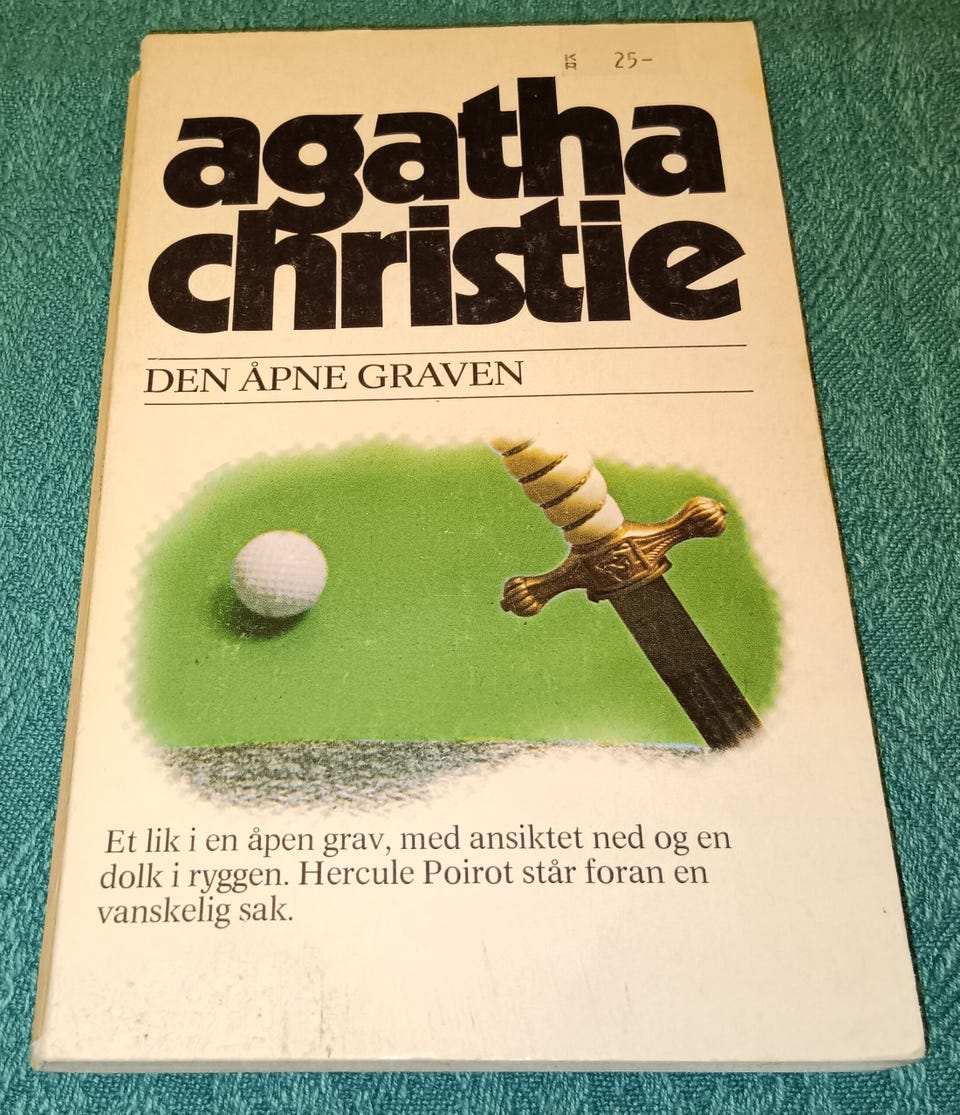 KR 25-
agatha
christie
DEN ÅPNE GRAVEN
Et lik i en åpen grav, med ansiktet ned og en
dolk i ryggen. Hercule Poirot står foran en
vanskelig sak.